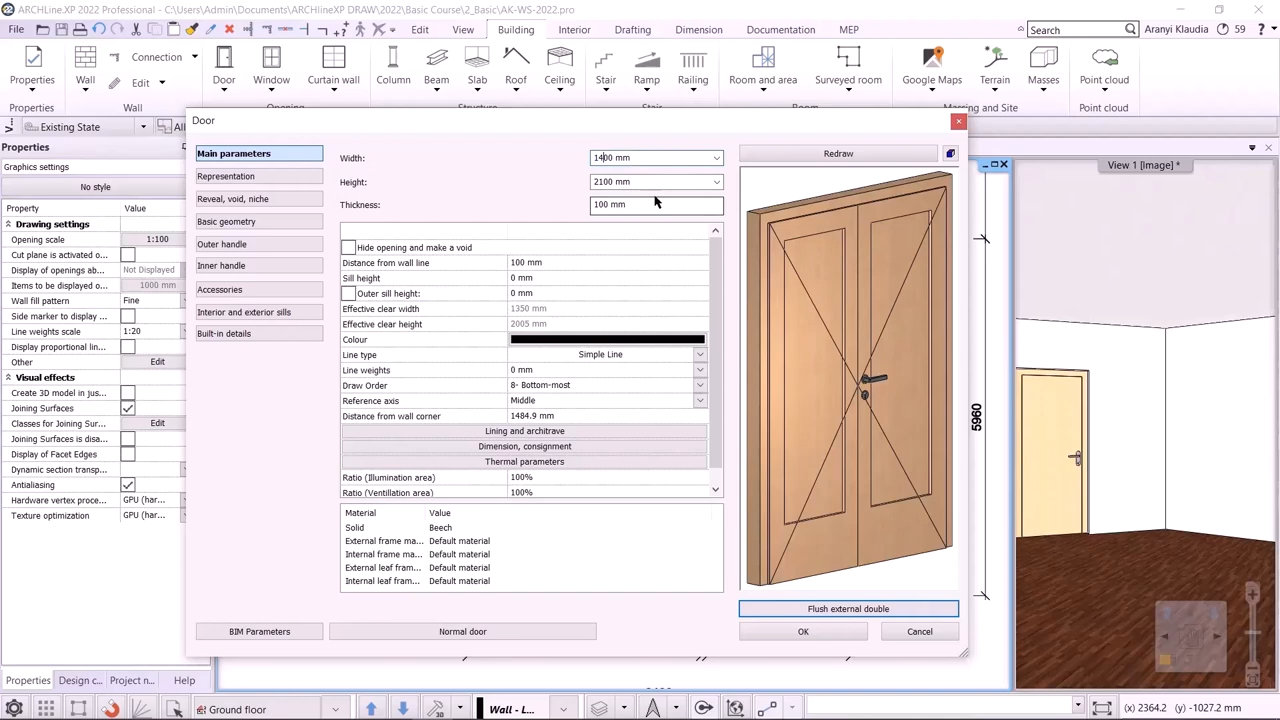 ARCHLine.XP 2022 Professional - C:\Users\Admin\Documents\ARCHLine.XP DRAW\2022\Basic Course\2_Basic\AK-WS-2022.pro
File
Edit
View
Building
Interior
Drafting
Dimension
Documentation
MEP
Search
Aranyi Klaudia
59
Properties
Wall
Connection
Edit
Door
Window
Curtain wall
Column
Beam
Slab
Roof
Ceiling
Stair
Ramp
Railing
Room and area
Surveyed room
Google Maps
Terrain
Masses
Point cloud
Properties
Wall
Massing and Site
Point cloud
Existing State
All
Properties
Graphics settings
No style
Property Value
Drawing settings
Opening scale 1:100
Cut plane is activated o...
Display of openings ab... Not Displayed
Items to be displayed o... 1000 mm
Wall fill pattern Fine
Side marker to display ...
Line weights scale 1:20
Display proportional lin...
Other Edit
Visual effects
Create 3D model in jus...
Joining Surfaces
Classes for Joining Sur... Edit
Joining Surfaces is disa...
Display of Facet Edges
Dynamic section transp...
Antialiasing
Hardware vertex proce... GPU (har...
Texture optimization GPU (har...
Properties
Design c...
Project n...
Help
Door
Main parameters
Representation
Reveal, void, niche
Basic geometry
Outer handle
Inner handle
Accessories
Interior and exterior sills
Built-in details
BIM Parameters
Width: 1400 mm
Height: 2100 mm
Thickness: 100 mm
Hide opening and make a void
Distance from wall line 100 mm
Sill height 0 mm
Outer sill height: 0 mm
Effective clear width 1350 mm
Effective clear height 2005 mm
Colour
Line type Simple Line
Line weights 0 mm
Draw Order 8- Bottom-most
Reference axis Middle
Distance from wall corner 1484.9 mm
Lining and architrave
Dimension, consignment
Thermal parameters
Ratio (Illumination area) 100%
Ratio (Ventilation area) 100%
Material Value
Solid Beech
External frame ma... Default material
Internal frame ma... Default material
External leaf fram... Default material
Internal leaf fram... Default material
Normal door
Redraw
Flush external double
OK
Cancel
View 1 [Image] *
5960
Ground floor
Wall - L...
(x) 2364.2 (y) -1027.2 mm